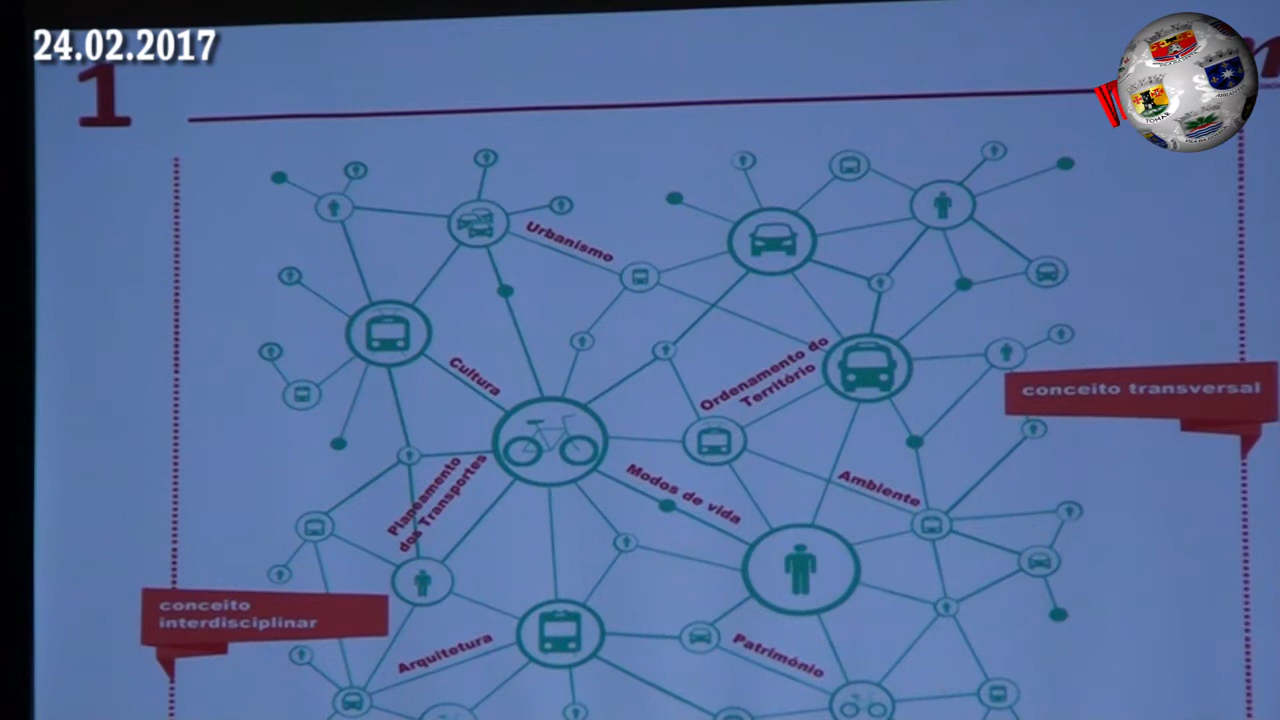 24.02.2017
1
Urbanismo
Cultura
Ordenamento do
Território
conceito transversal
Planeamento
dos Transportes
Modos de vida
Ambiente
conceito
interdisciplinar
Arquitetura
Património
TOMAR